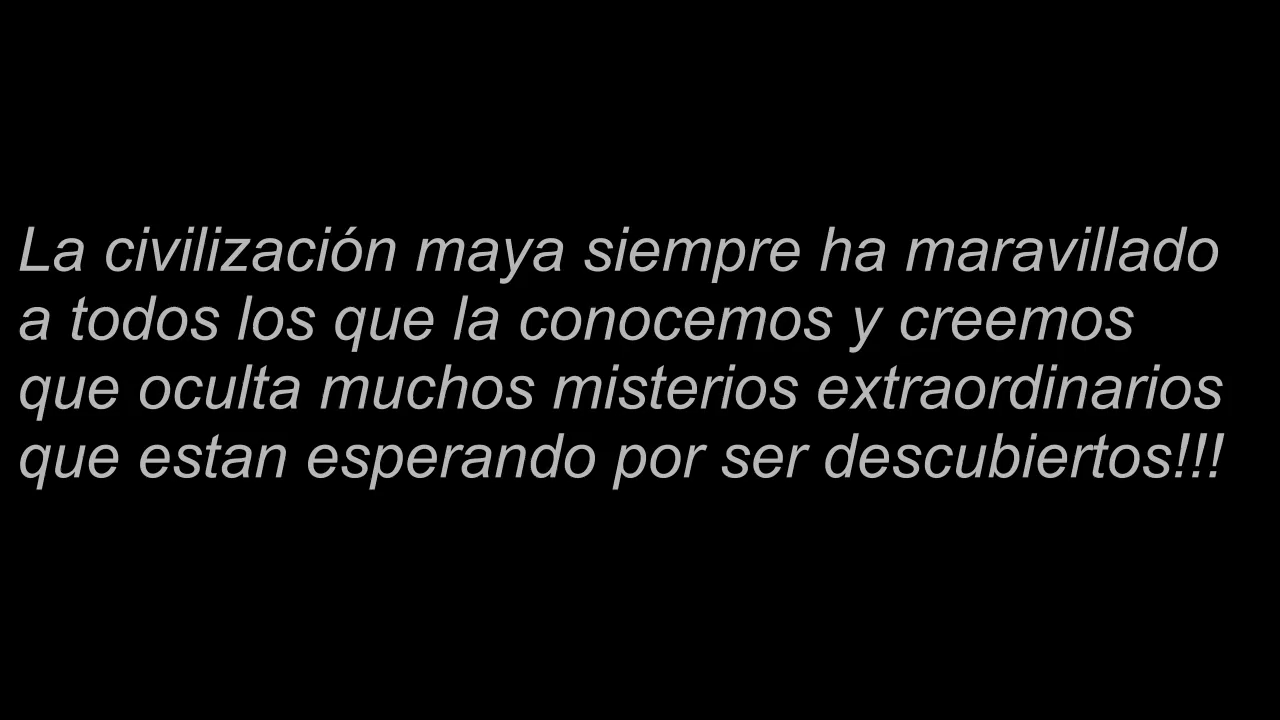 La civilización maya siempre ha maravillado
a todos los que la conocemos y creemos
que oculta muchos misterios extraordinarios
que estan esperando por ser descubiertos!!!